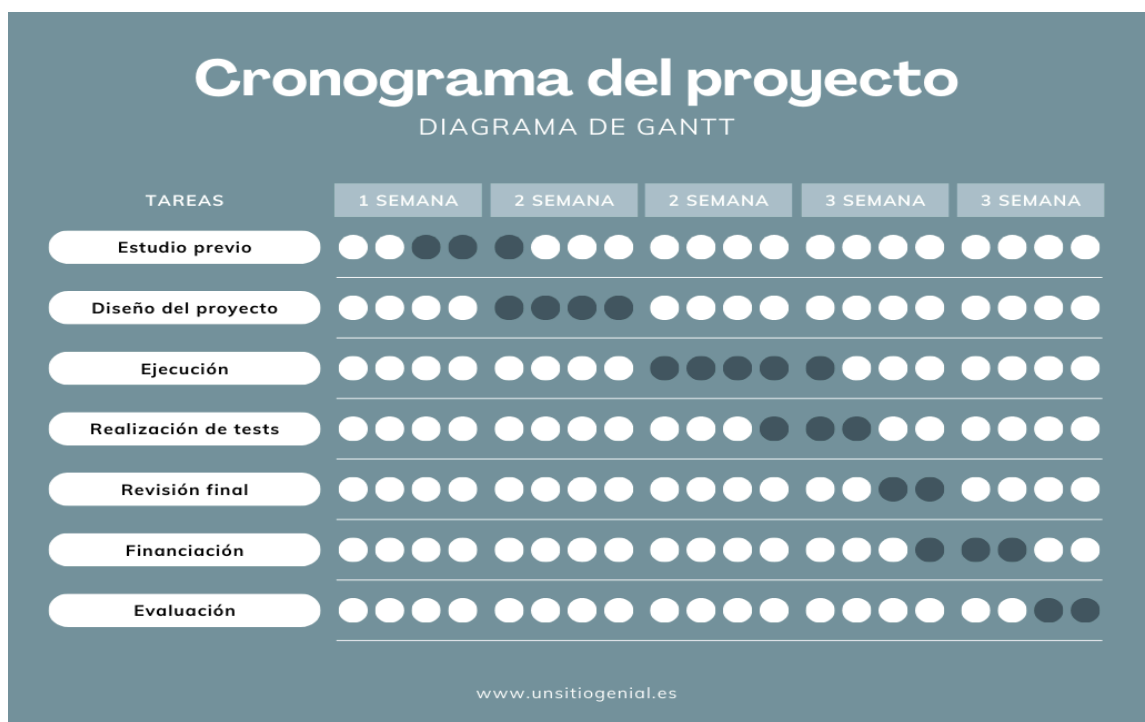 Cronograma del proyecto
DIAGRAMA DE GANTT
TAREAS 1 SEMANA 2 SEMANA 2 SEMANA 3 SEMANA 3 SEMANA
Estudio previo
Diseño del proyecto
Ejecución
Realización de tests
Revisión final
Financiación
Evaluación
www.unsitiogenial.es